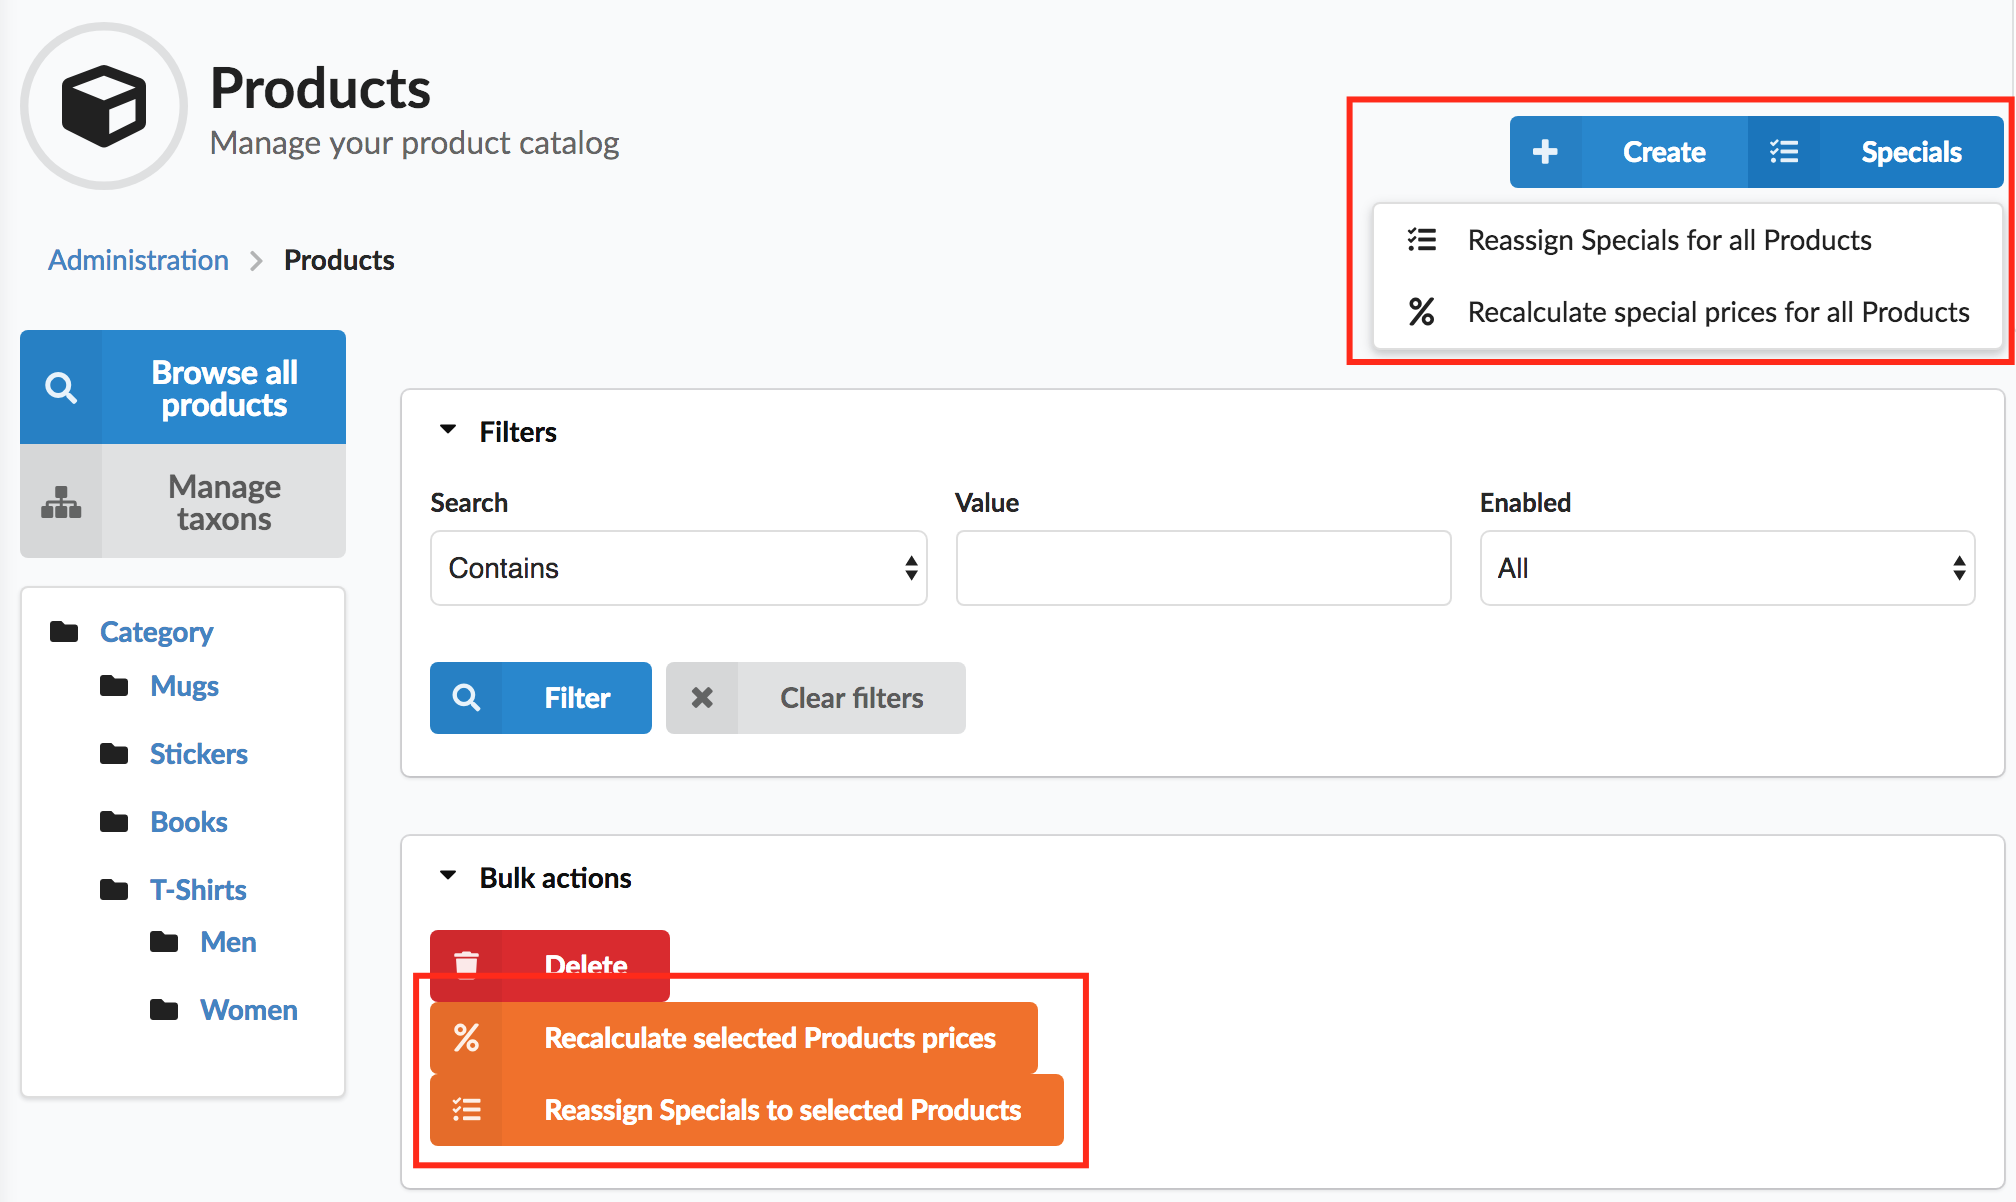 Products
Manage your product catalog
Create
Specials
Reassign Specials for all Products
Recalculate special prices for all Products
Administration
Products
Browse all
products
Manage
taxons
Category
Mugs
Stickers
Books
T-Shirts
Men
Women
Filters
Search
Value
Enabled
Contains
All
Filter
Clear filters
Bulk actions
Delete
Recalculate selected Products prices
Reassign Specials to selected Products